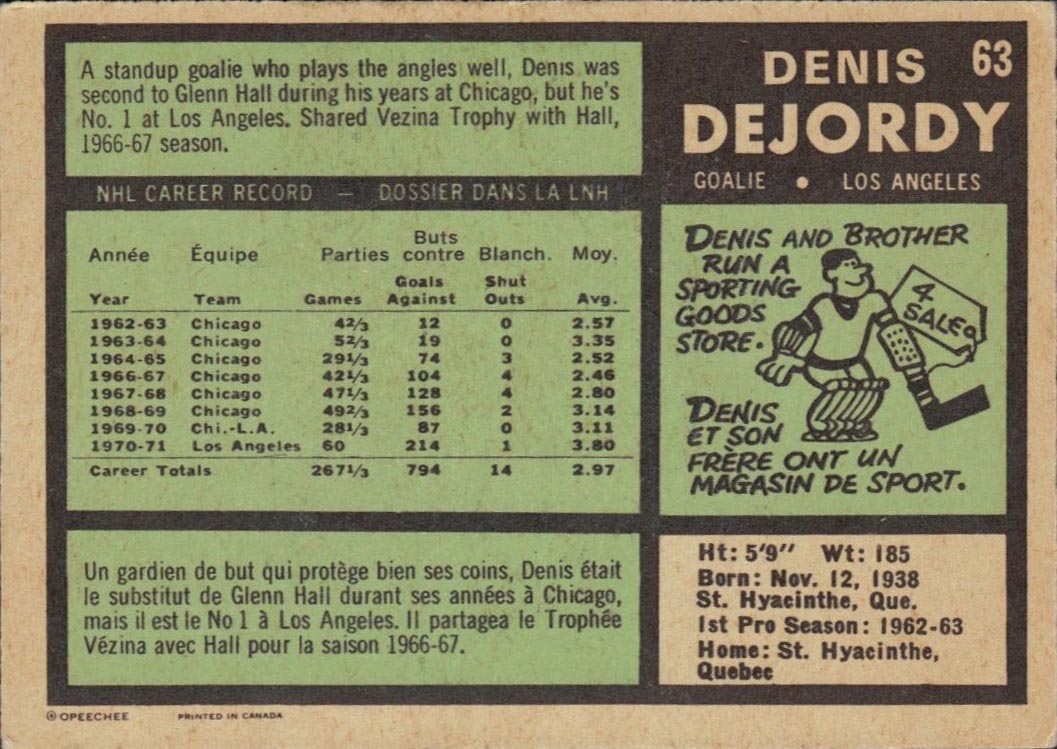 A standup goalie who plays the angles well, Denis was
second to Glenn Hall during his years at Chicago, but he's
No. 1 at Los Angeles. Shared Vezina Trophy with Hall,
1966-67 season.
DENIS 63
DEJORDY
GOALIE • LOS ANGELES
NHL CAREER RECORD — DOSSIER DANS LA LNH
Année Équipe Parties Buts contre Blanch. Moy.
Year Team Games Goals Against Shut Outs Avg.
1962-63 Chicago 42/3 12 0 2.57
1963-64 Chicago 52/3 19 0 3.35
1964-65 Chicago 291/3 74 3 2.52
1966-67 Chicago 421/3 104 4 2.46
1967-68 Chicago 471/3 128 4 2.80
1968-69 Chicago 492/3 156 2 3.14
1969-70 Chi.-L.A. 281/3 87 0 3.11
1970-71 Los Angeles 60 214 1 3.80
Career Totals 2671/3 794 14 2.97
DENIS AND BROTHER
RUN A
SPORTING
GOODS
STORE.
4
SALE
DENIS
ET SON
FRÈRE ONT UN
MAGASIN DE SPORT.
Un gardien de but qui protège bien ses coins, Denis était
le substitut de Glenn Hall durant ses années à Chicago,
mais il est le No 1 à Los Angeles. Il partagea le Trophée
Vézina avec Hall pour la saison 1966-67.
Ht: 5'9" Wt: 185
Born: Nov. 12, 1938
St. Hyacinthe, Que.
1st Pro Season: 1962-63
Home: St. Hyacinthe,
Quebec
® OPEECHEE PRINTED IN CANADA